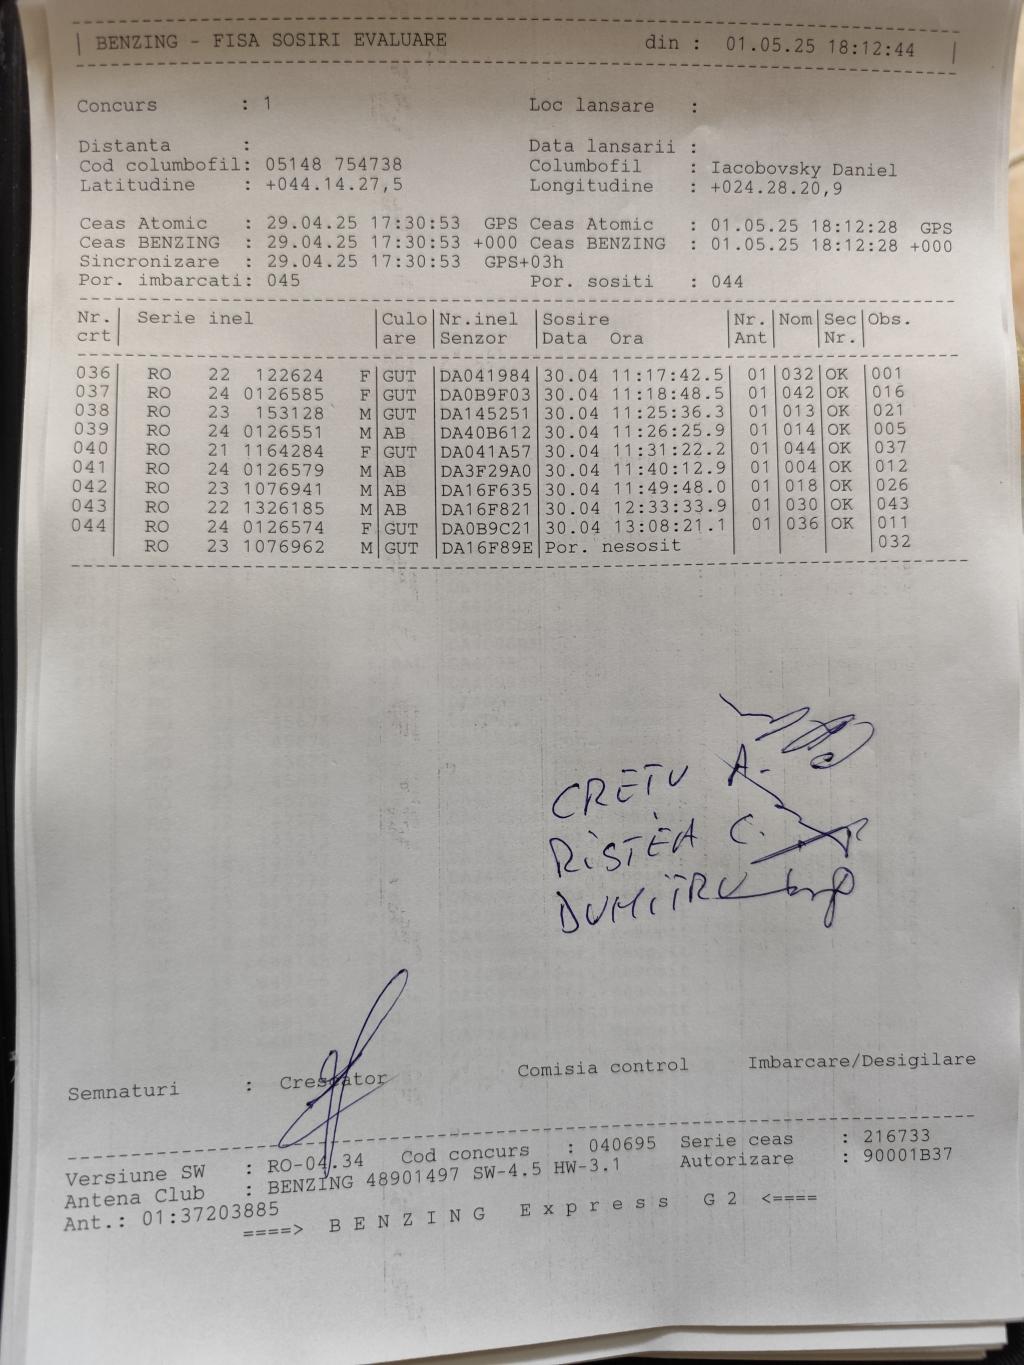 BENZING - FISA SOSIRI EVALUARE din : 01.05.25 18:12:44
Concurs : 1 Loc lansare :
Distanta : Data lansarii :
Cod columbofil: 05148 754738 Columbofil : Iacobovsky Daniel
Latitudine : +044.14.27,5 Longitudine : +024.28.20,9
Ceas Atomic : 29.04.25 17:30:53 GPS Ceas Atomic : 01.05.25 18:12:28 GPS
Ceas BENZING : 29.04.25 17:30:53 +000 Ceas BENZING : 01.05.25 18:12:28 +000
Sincronizare : 29.04.25 17:30:53 GPS+03h
Por. imbarcati: 045 Por. sositi : 044
Nr. Serie inel Culo Nr.inel Sosire Nr. Nom Sec Obs.
crt are Senzor Data Ora Ant Nr.
036 RO 22 122624 F GUT DA041984 30.04 11:17:42.5 01 032 OK 001
037 RO 24 0126585 F GUT DA0B9F03 30.04 11:18:48.5 01 042 OK 016
038 RO 23 153128 M GUT DA145251 30.04 11:25:36.3 01 013 OK 021
039 RO 24 0126551 M AB DA40B612 30.04 11:26:25.9 01 014 OK 005
040 RO 21 1164284 F GUT DA041A57 30.04 11:31:22.2 01 044 OK 037
041 RO 24 0126579 M AB DA3F29A0 30.04 11:40:12.9 01 004 OK 012
042 RO 23 1076941 M AB DA16F635 30.04 11:49:48.0 01 018 OK 026
043 RO 22 1326185 M AB DA16F821 30.04 12:33:33.9 01 030 OK 043
044 RO 24 0126574 F GUT DA0B9C21 30.04 13:08:21.1 01 036 OK 011
RO 23 1076962 M GUT DA16F89E Por. nesosit 032
CRETU A.
RISTEA C.
DUMITRU
Semnaturi : Crescator Comisia control Imbarcare/Desigilare
Versiune SW : RO-04.34 Cod concurs : 040695 Serie ceas : 216733
Antena Club : BENZING 48901497 SW-4.5 HW-3.1 Autorizare : 90001B37
Ant.: 01:37203885
====> B E N Z I N G E x p r e s s G 2 <====